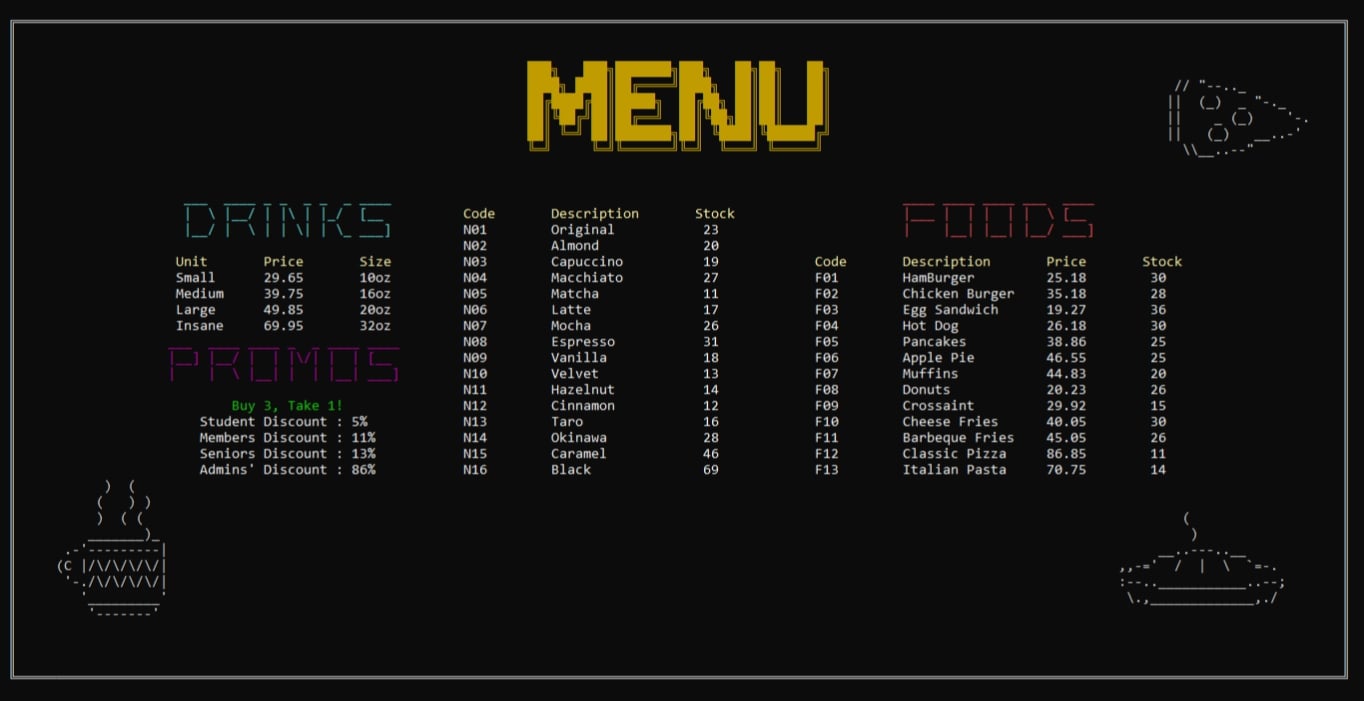 MENU
DRINKS
Unit Price Size
Small 29.65 10oz
Medium 39.75 16oz
Large 49.85 20oz
Insane 69.95 32oz
PROMOS
Buy 3, Take 1!
Student Discount : 5%
Members Discount : 11%
Seniors Discount : 13%
Admins' Discount : 86%
Code Description Stock
N01 Original 23
N02 Almond 20
N03 Capuccino 19
N04 Macchiato 27
N05 Matcha 11
N06 Latte 17
N07 Mocha 26
N08 Espresso 31
N09 Vanilla 18
N10 Velvet 13
N11 Hazelnut 14
N12 Cinnamon 12
N13 Taro 16
N14 Okinawa 28
N15 Caramel 46
N16 Black 69
FOODS
Code Description Price Stock
F01 HamBurger 25.18 30
F02 Chicken Burger 35.18 28
F03 Egg Sandwich 19.27 36
F04 Hot Dog 26.18 30
F05 Pancakes 38.86 25
F06 Apple Pie 46.55 25
F07 Muffins 44.83 20
F08 Donuts 20.23 26
F09 Crossaint 29.92 15
F10 Cheese Fries 40.05 30
F11 Barbeque Fries 45.05 26
F12 Classic Pizza 86.85 11
F13 Italian Pasta 70.75 14